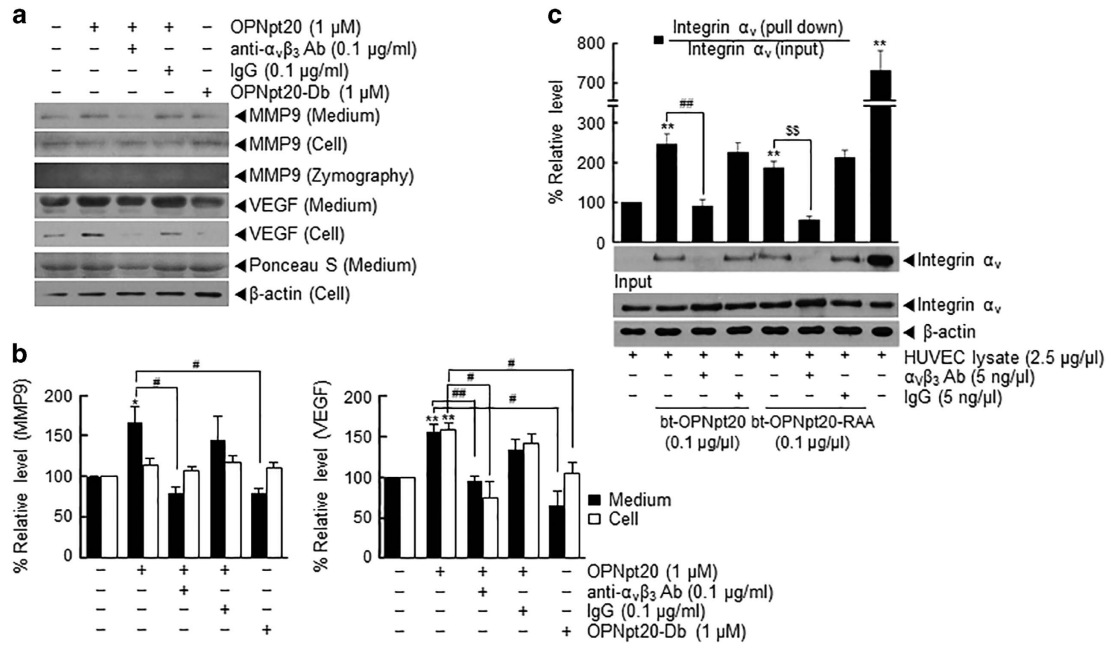 a
– + + + – OPNpt20 (1 μM)
– – + – – anti-αvβ3 Ab (0.1 μg/ml)
– – – + – IgG (0.1 μg/ml)
– – – – + OPNpt20-Db (1 μM)
◄MMP9 (Medium)
◄MMP9 (Cell)
◄MMP9 (Zymography)
◄VEGF (Medium)
◄VEGF (Cell)
◄Ponceau S (Medium)
◄β-actin (Cell)
b
% Relative level (MMP9)
200
150
100
50
0
*
#
#
– + + + –
– – + – –
– – – + –
– – – – +
% Relative level (VEGF)
200
150
100
50
0
** **
##
#
#
#
■ Medium
□ Cell
– + + + – OPNpt20 (1 μM)
– – + – – anti-αvβ3 Ab (0.1 μg/ml)
– – – + – IgG (0.1 μg/ml)
– – – – + OPNpt20-Db (1 μM)
c
■ Integrin αv (pull down)
Integrin αv (input)
% Relative level
800
700
300
200
100
0
**
##
**
$$
**
◄Integrin αv
Input
◄Integrin αv
◄ β-actin
+ + + + + + + + HUVEC lysate (2.5 μg/μl)
– – + – – + – – αvβ3 Ab (5 ng/μl)
– – – + – – + – IgG (5 ng/μl)
bt-OPNpt20 bt-OPNpt20-RAA
(0.1 μg/μl) (0.1 μg/μl)